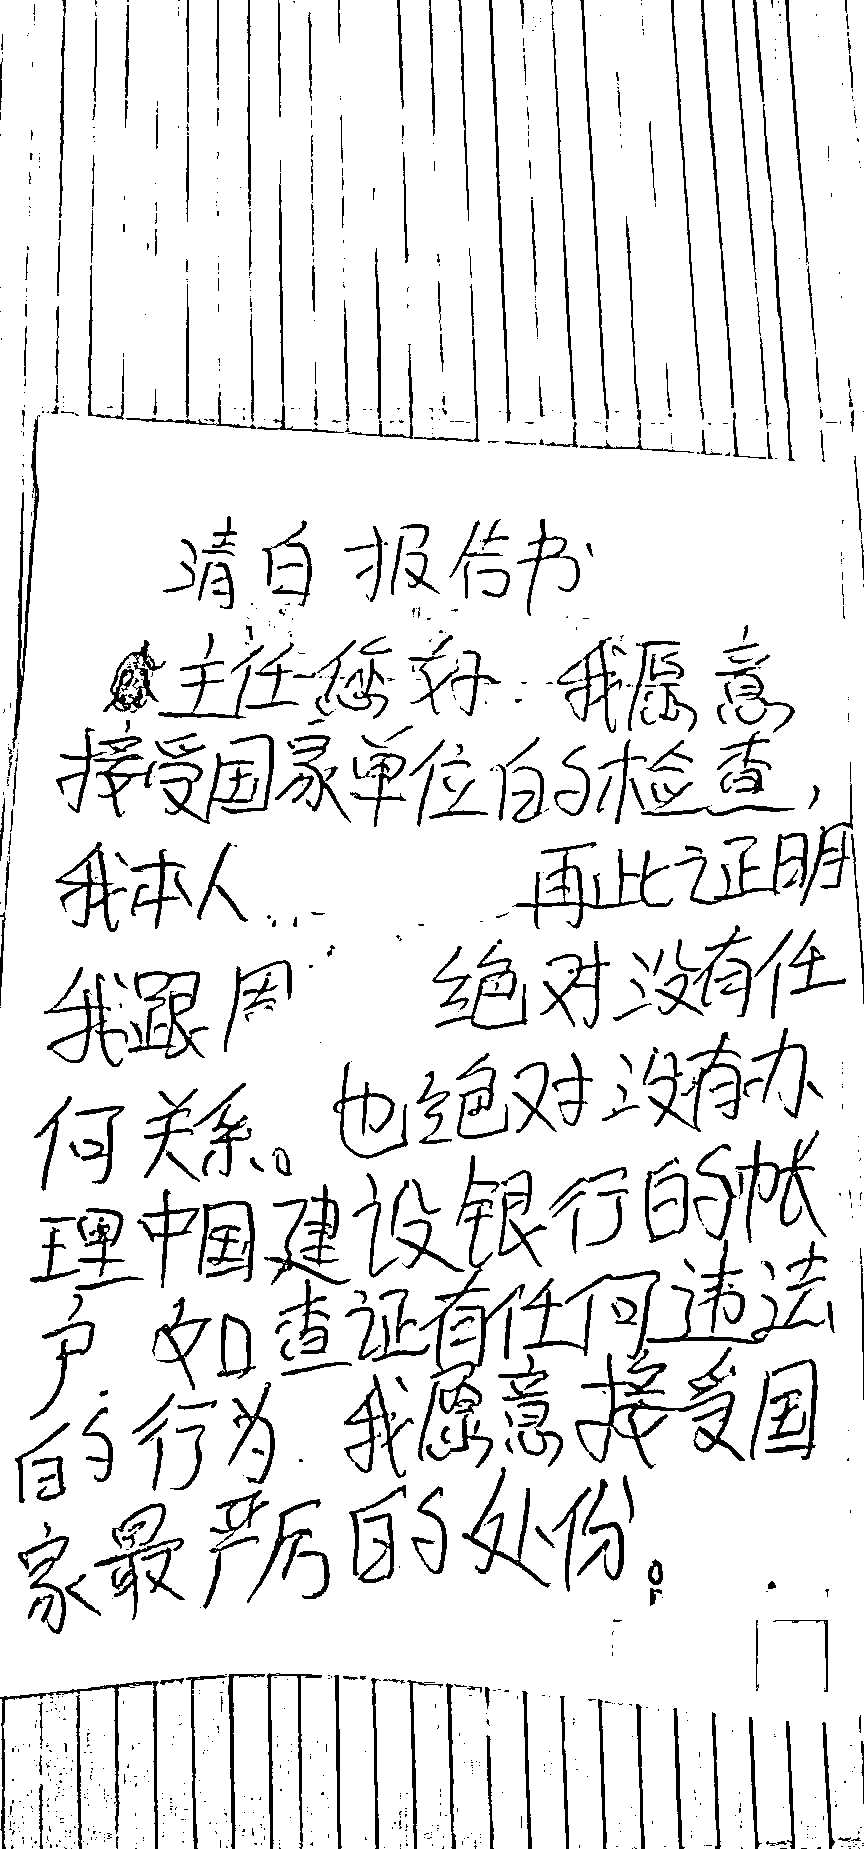 清白报告书
主任您好 我愿意
接受国家单位的检查，
我本人 再此证明
我跟周 绝对没有任
何关系。也绝对没有办
理中国建设银行的帐
户 如查证有任何违法
的行为 我愿意接受国
家最严厉的处份。